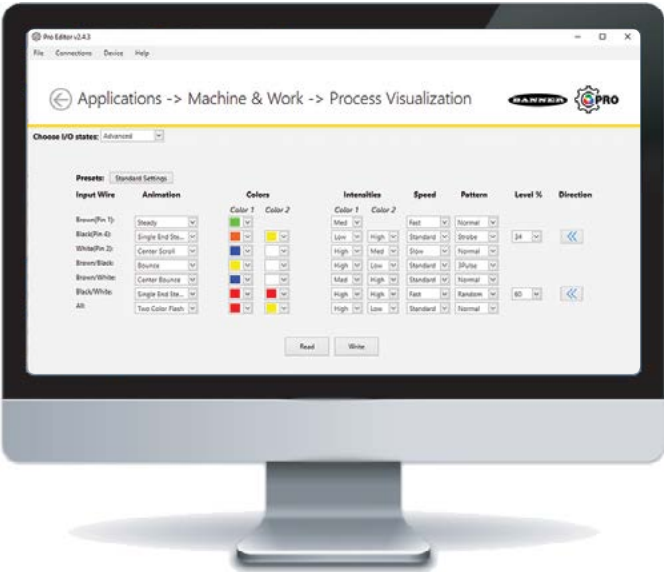 Pro Editor v2.4.3
File Connections Device Help
Applications -> Machine & Work -> Process Visualization
BANNER PRO
Choose I/O states: Advanced
Presets: Standard Settings
Input Wire Animation Colors Intensities Speed Pattern Level % Direction
Color 1 Color 2 Color 1 Color 2
Brown(Pin 1): Steady Med Fast Normal
Black(Pin 4): Single End Ste... Low High Standard Strobe 34
White(Pin 2): Center Scroll High Med Slow Normal
Brown/Black: Bounce High Low Standard 3Pulse
Brown/White: Center Bounce Med High Standard Normal
Black/White: Single End Ste... High High Fast Random 60
All: Two Color Flash High Low Standard Normal
Read Write